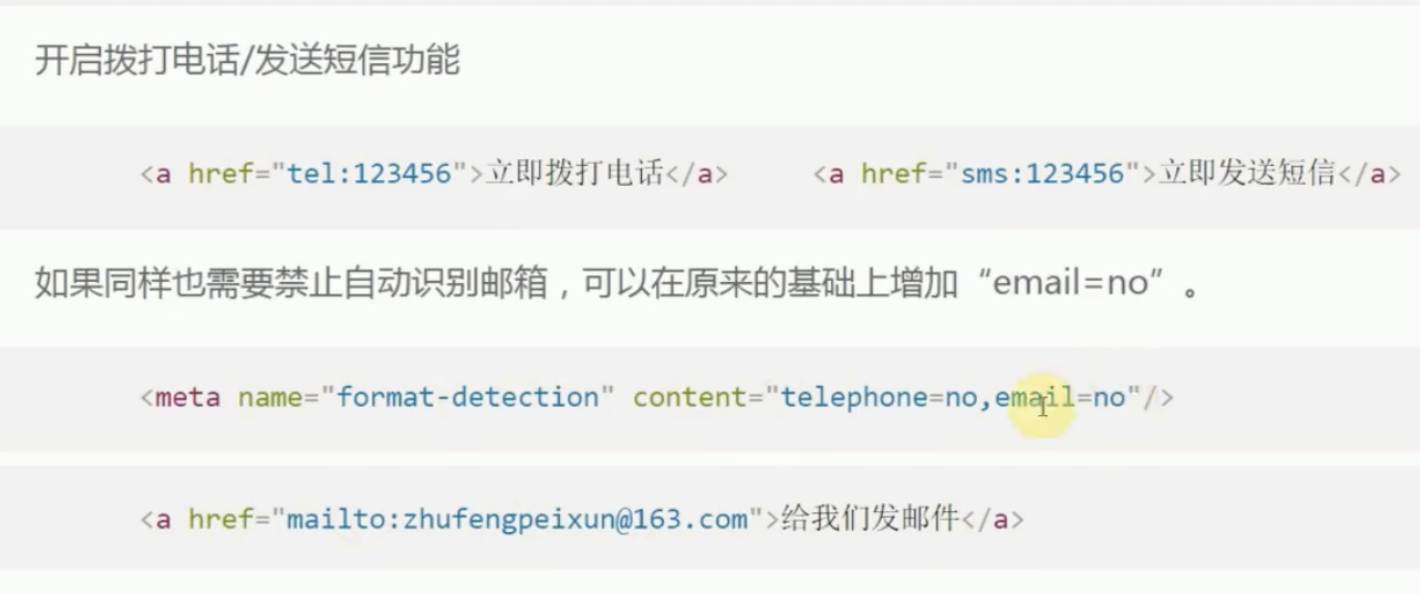 开启拨打电话/发送短信功能
<a href="tel:123456">立即拨打电话</a> <a href="sms:123456">立即发送短信</a>
如果同样也需要禁止自动识别邮箱，可以在原来的基础上增加“email=no”。
<meta name="format-detection" content="telephone=no,email=no"/>
<a href="mailto:zhufengpeixun@163.com">给我们发邮件</a>